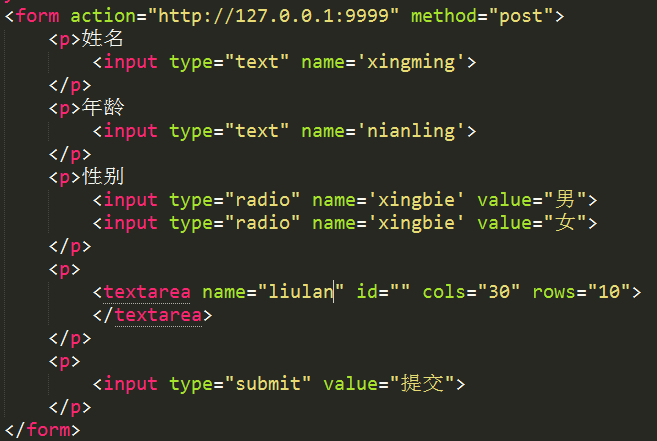 <form action="http://127.0.0.1:9999" method="post">
<p>姓名
<input type="text" name='xingming'>
</p>
<p>年龄
<input type="text" name='nianling'>
</p>
<p>性别
<input type="radio" name='xingbie' value="男">
<input type="radio" name='xingbie' value="女">
</p>
<p>
<textarea name="liulan" id="" cols="30" rows="10">
</textarea>
</p>
<p>
<input type="submit" value="提交">
</p>
</form>